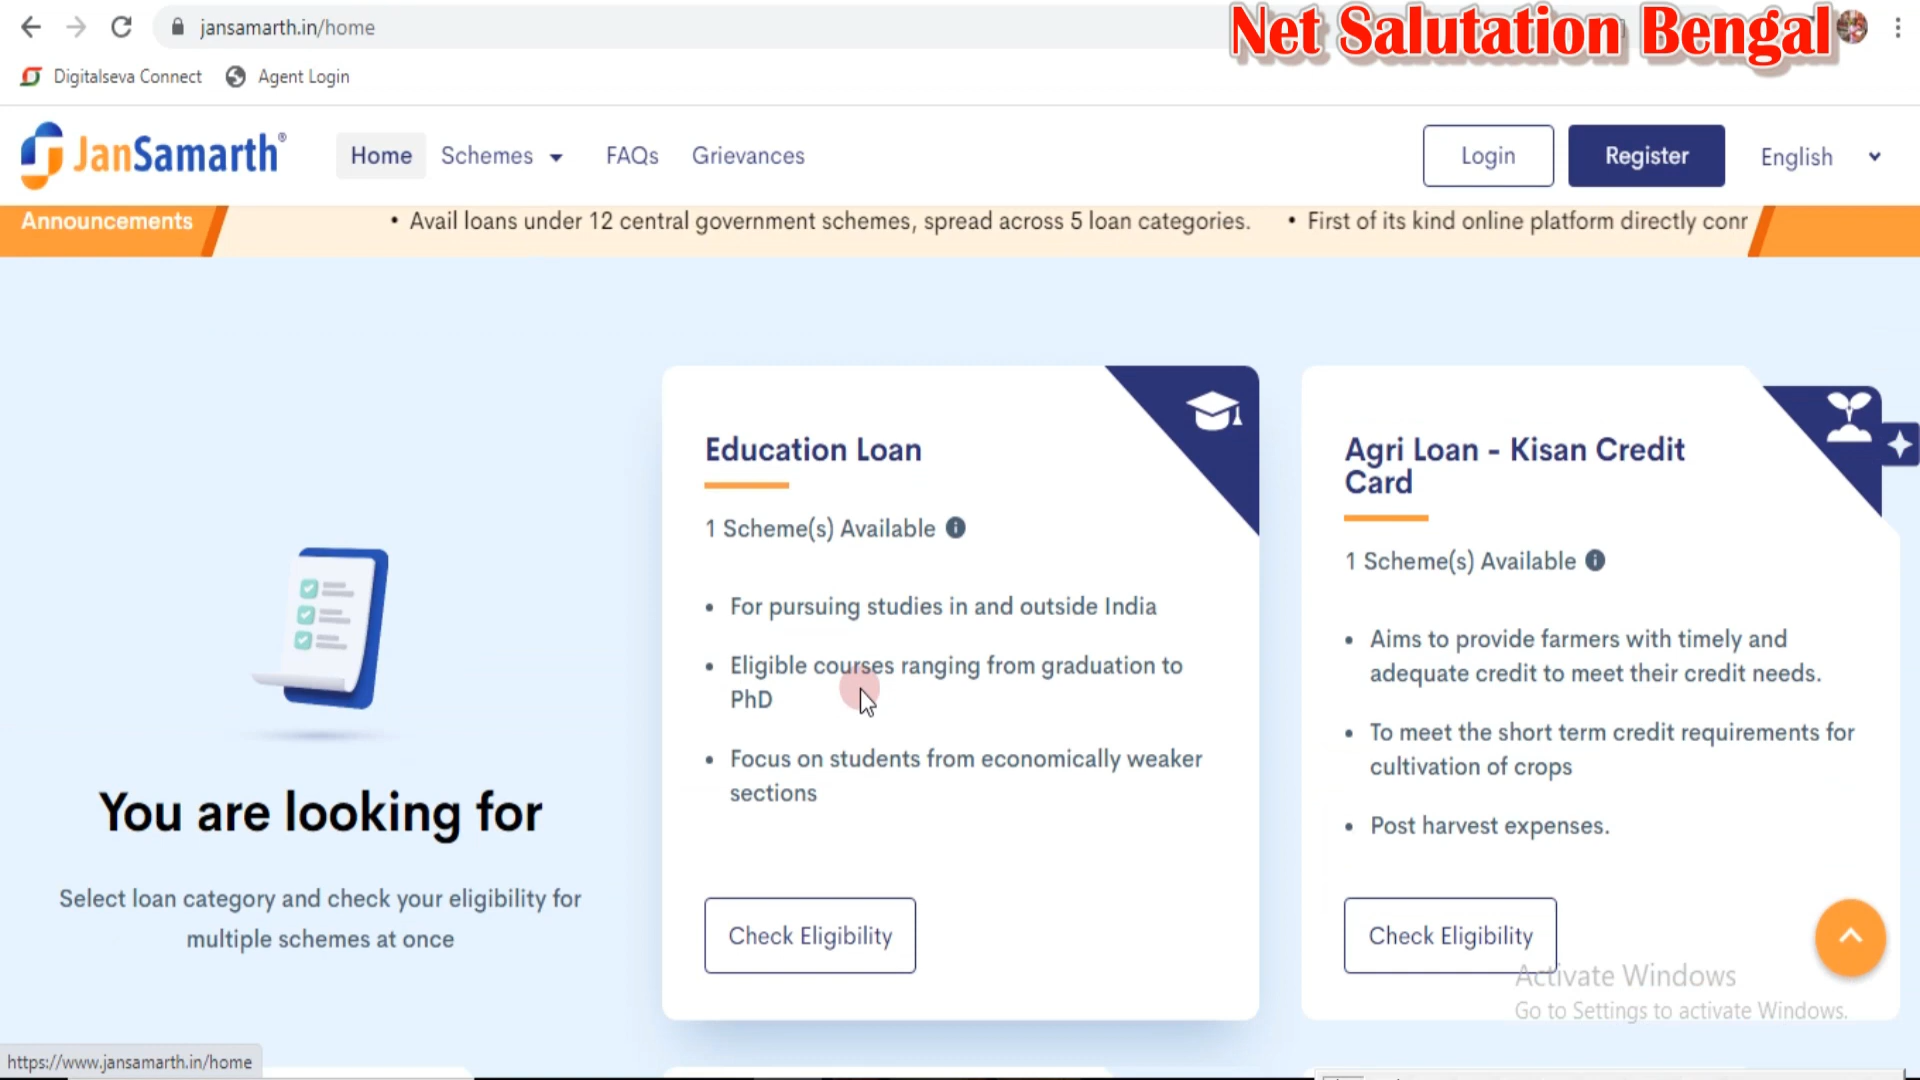 jansamarth.in/home
Net Salutation Bengal
Digitalseva Connect
Agent Login
JanSamarth®
Home
Schemes
FAQs
Grievances
Login
Register
English
Announcements
• Avail loans under 12 central government schemes, spread across 5 loan categories.
• First of its kind online platform directly conr
You are looking for
Select loan category and check your eligibility for
multiple schemes at once
Education Loan
1 Scheme(s) Available
• For pursuing studies in and outside India
• Eligible courses ranging from graduation to
PhD
• Focus on students from economically weaker
sections
Check Eligibility
Agri Loan - Kisan Credit
Card
1 Scheme(s) Available
• Aims to provide farmers with timely and
adequate credit to meet their credit needs.
• To meet the short term credit requirements for
cultivation of crops
• Post harvest expenses.
Check Eligibility
Activate Windows
Go to Settings to activate Windows.
https://www.jansamarth.in/home